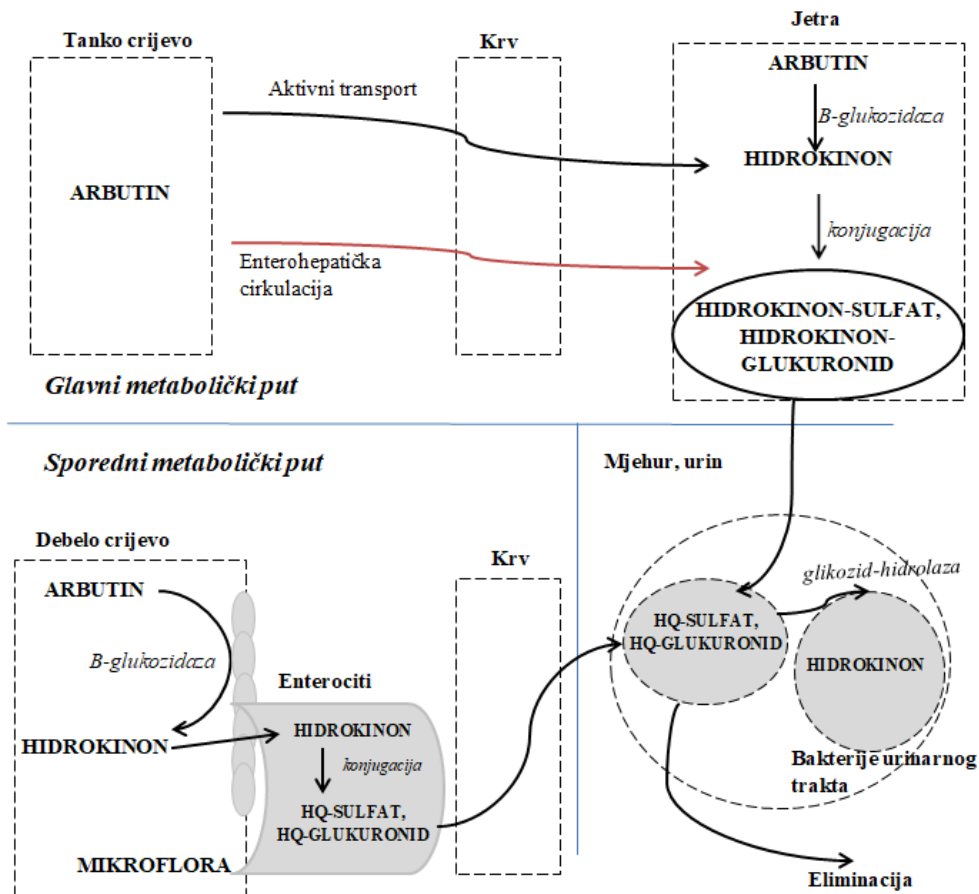 Tanko crijevo
Krv
Jetra
ARBUTIN
Aktivni transport
B-glukozidaza
HIDROKINON
ARBUTIN
konjugacija
Enterohepatička
cirkulacija
HIDROKINON-SULFAT,
HIDROKINON-
GLUKURONID
Glavni metabolički put
Sporedni metabolički put
Mjehur, urin
Debelo crijevo
Krv
ARBUTIN
glikozid-hidrolaza
HQ-SULFAT,
HQ-GLUKURONID
B-glukozidaza
HIDROKINON
Enterociti
HIDROKINON
HIDROKINON
konjugacija
Bakterije urinarnog
trakta
HQ-SULFAT,
HQ-GLUKURONID
MIKROFLORA
Eliminacija